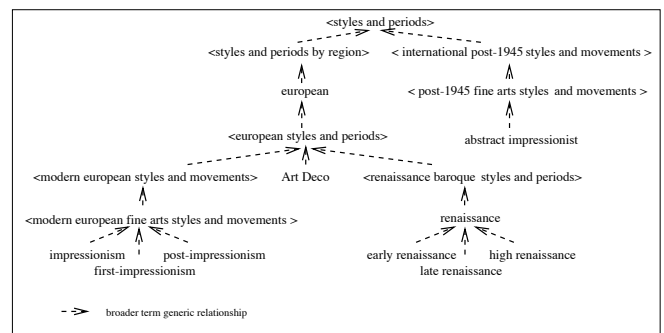 <styles and periods>
<styles and periods by region> < international post-1945 styles and movements >
european < post-1945 fine arts styles and movements >
<european styles and periods> abstract impressionist
<modern european styles and movements> Art Deco <renaissance baroque styles and periods>
<modern european fine arts styles and movements > renaissance
impressionism post-impressionism early renaissance high renaissance
first-impressionism late renaissance
broader term generic relationship